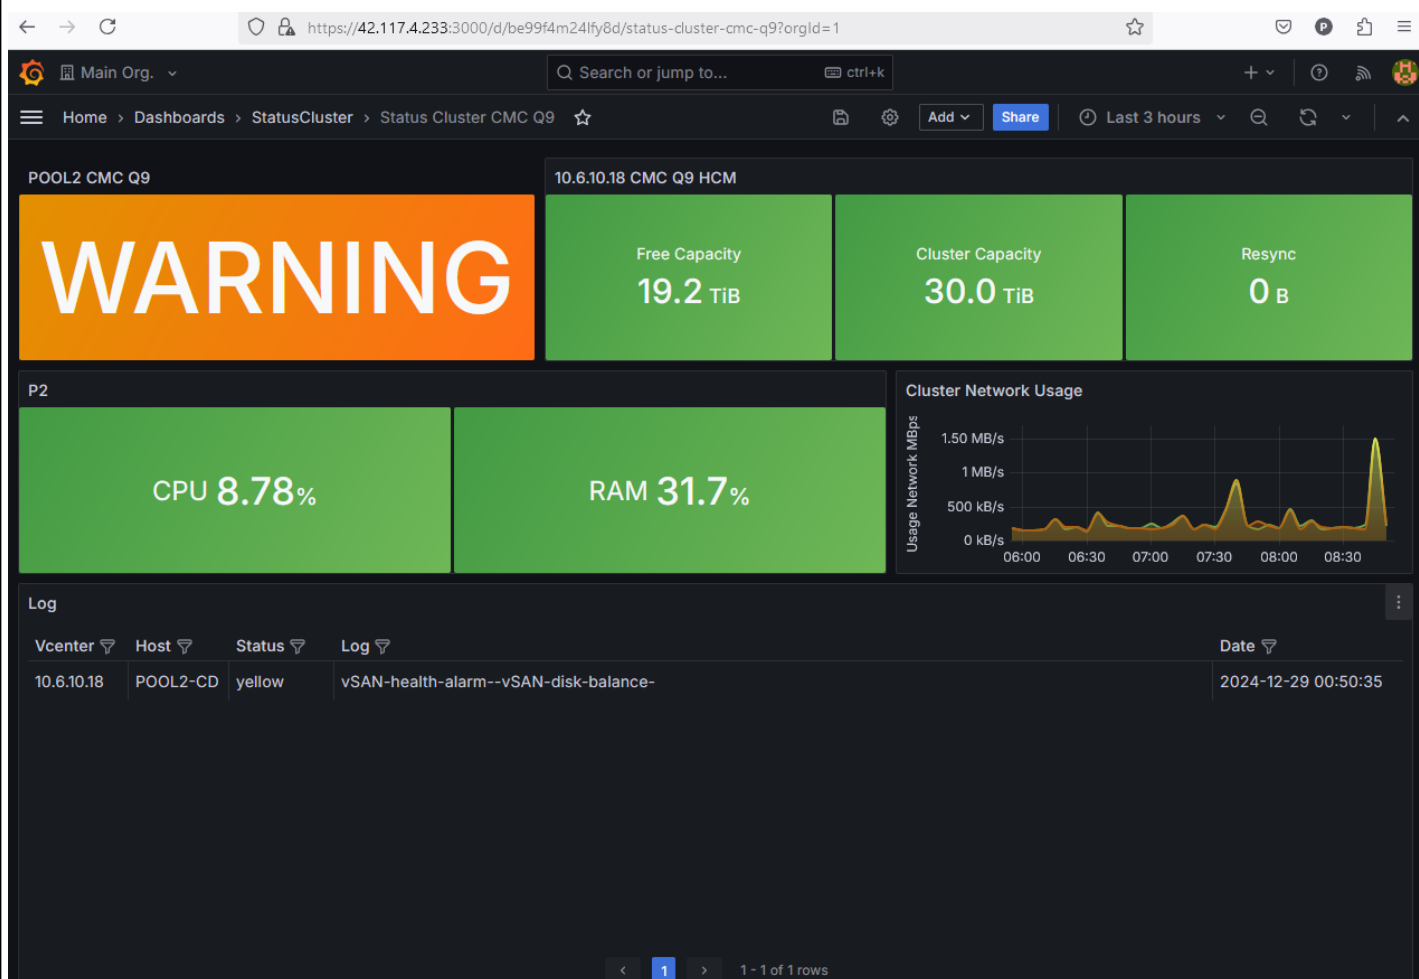 https://42.117.4.233:3000/d/be99f4m24lfy8d/status-cluster-cmc-q9?orgId=1
P
Main Org.
Search or jump to...
ctrl+k
Home › Dashboards › StatusCluster › Status Cluster CMC Q9
Add
Share
Last 3 hours
POOL2 CMC Q9
WARNING
10.6.10.18 CMC Q9 HCM
Free Capacity
19.2 TiB
Cluster Capacity
30.0 TiB
Resync
0 B
P2
CPU 8.78%
RAM 31.7%
Cluster Network Usage
Usage Network MBps
1.50 MB/s
1 MB/s
500 kB/s
0 kB/s
06:00 06:30 07:00 07:30 08:00 08:30
Log
Vcenter Host Status Log Date
10.6.10.18 POOL2-CD yellow vSAN-health-alarm--vSAN-disk-balance- 2024-12-29 00:50:35
‹ 1 › 1 - 1 of 1 rows